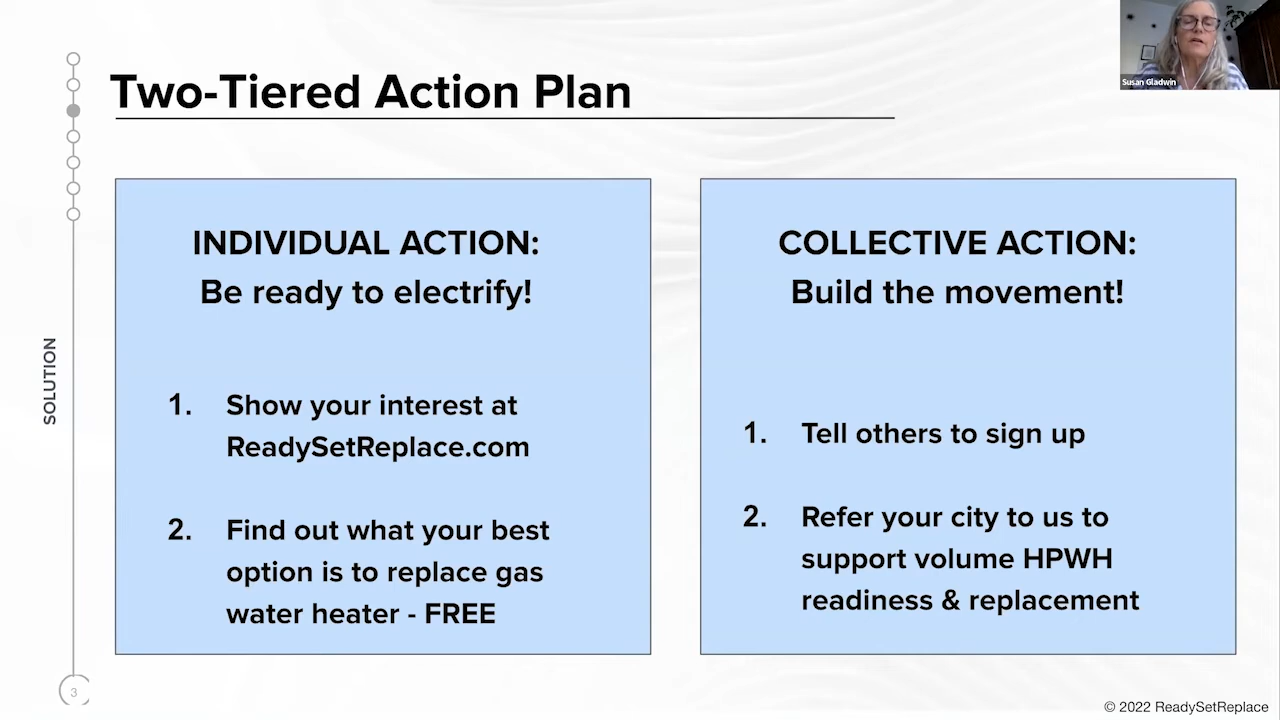 Susan Gladwin
Two-Tiered Action Plan
INDIVIDUAL ACTION:
Be ready to electrify!
1. Show your interest at
ReadySetReplace.com
2. Find out what your best
option is to replace gas
water heater - FREE
COLLECTIVE ACTION:
Build the movement!
1. Tell others to sign up
2. Refer your city to us to
support volume HPWH
readiness & replacement
SOLUTION
3
© 2022 ReadySetReplace